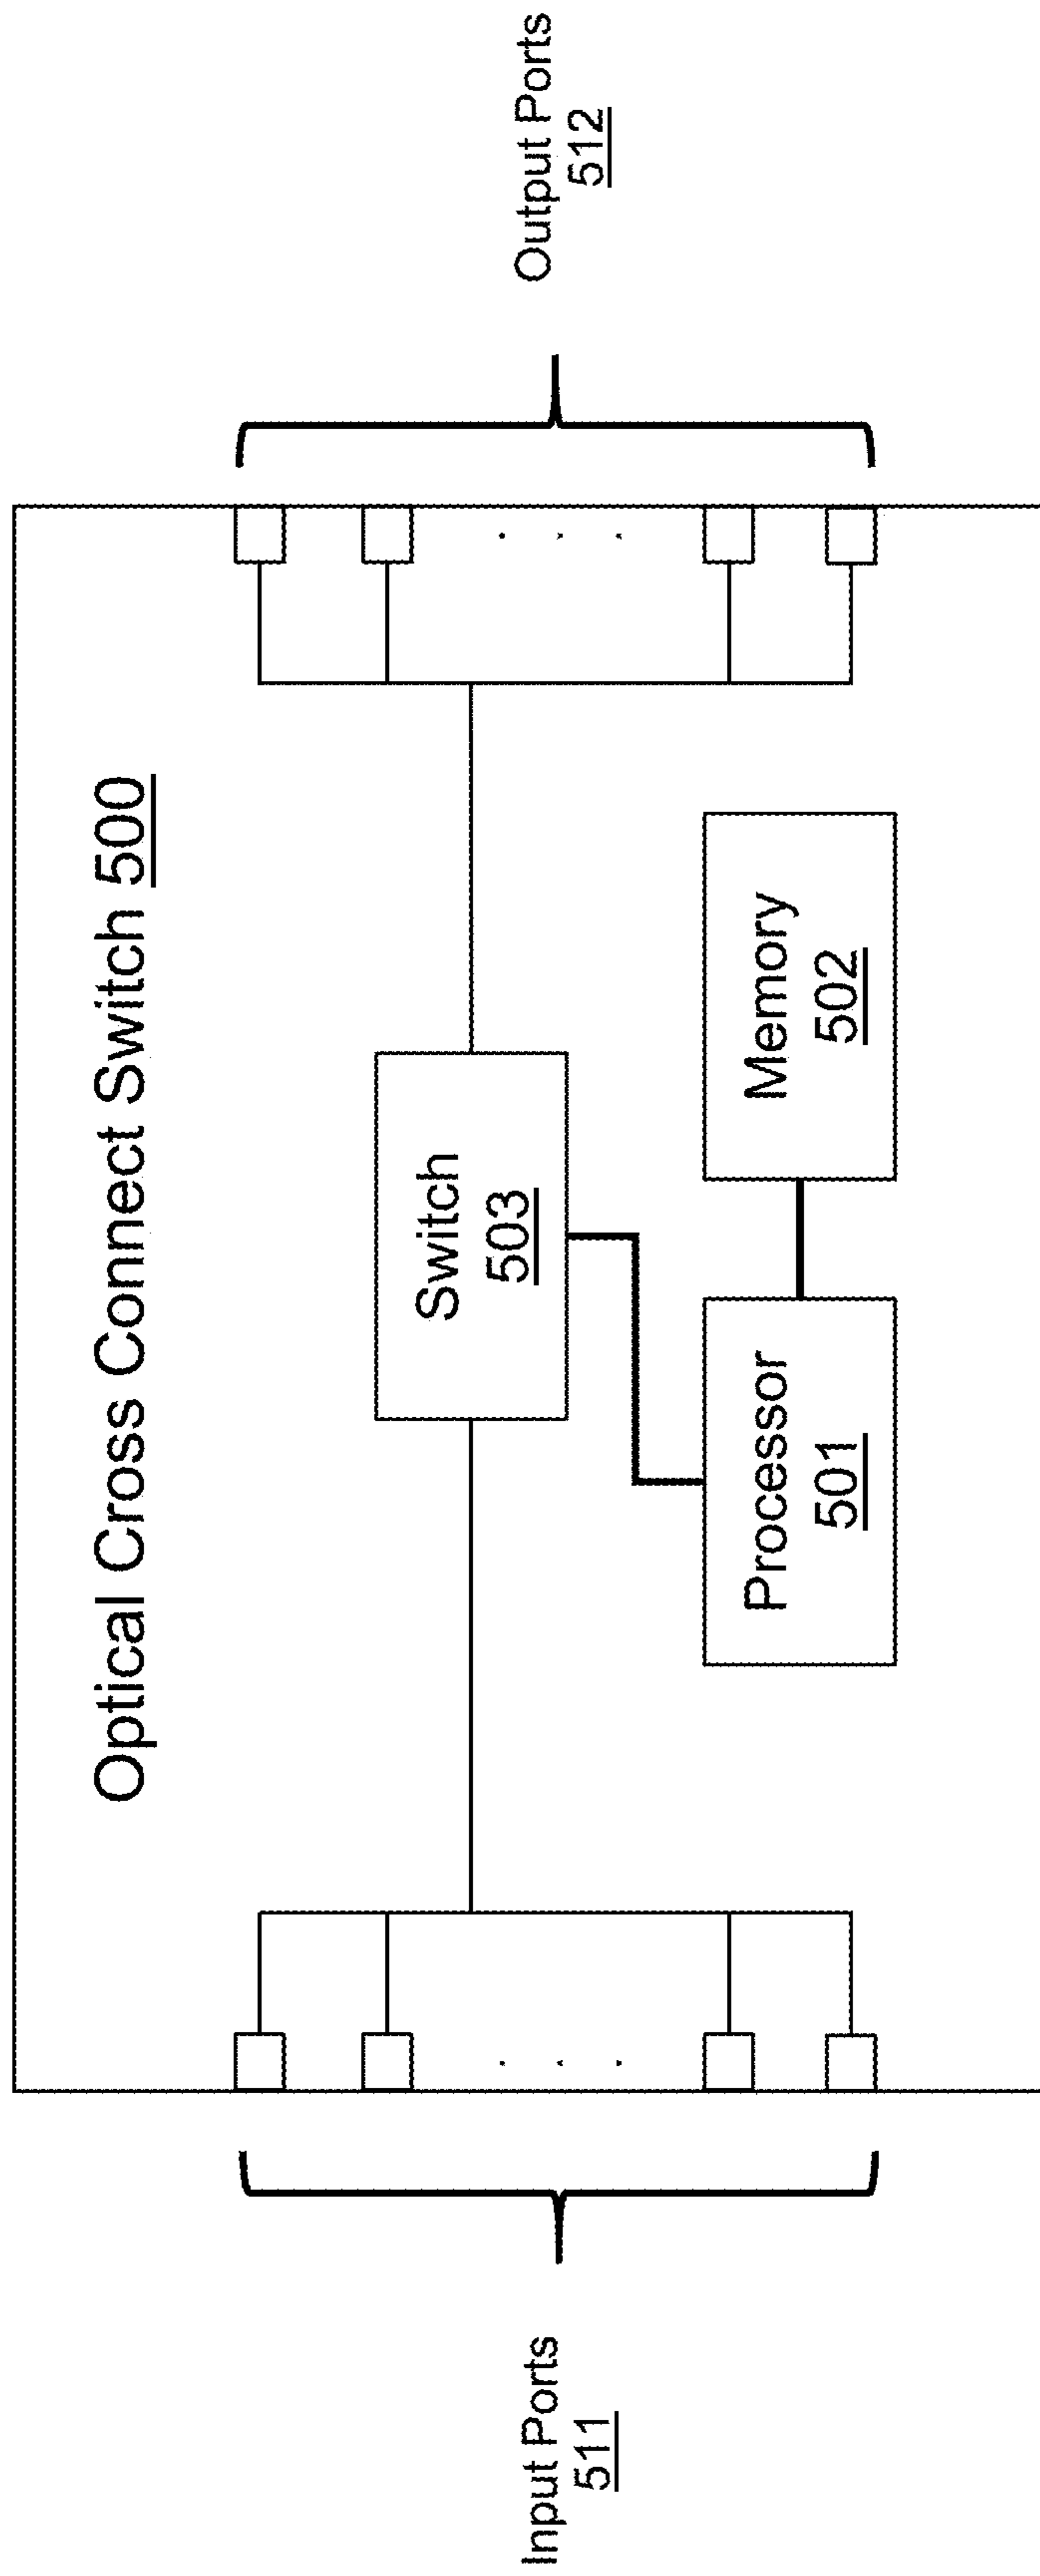 Optical Cross Connect Switch 500
Input Ports
511
Switch
503
Processor
501
Memory
502
Output Ports
512